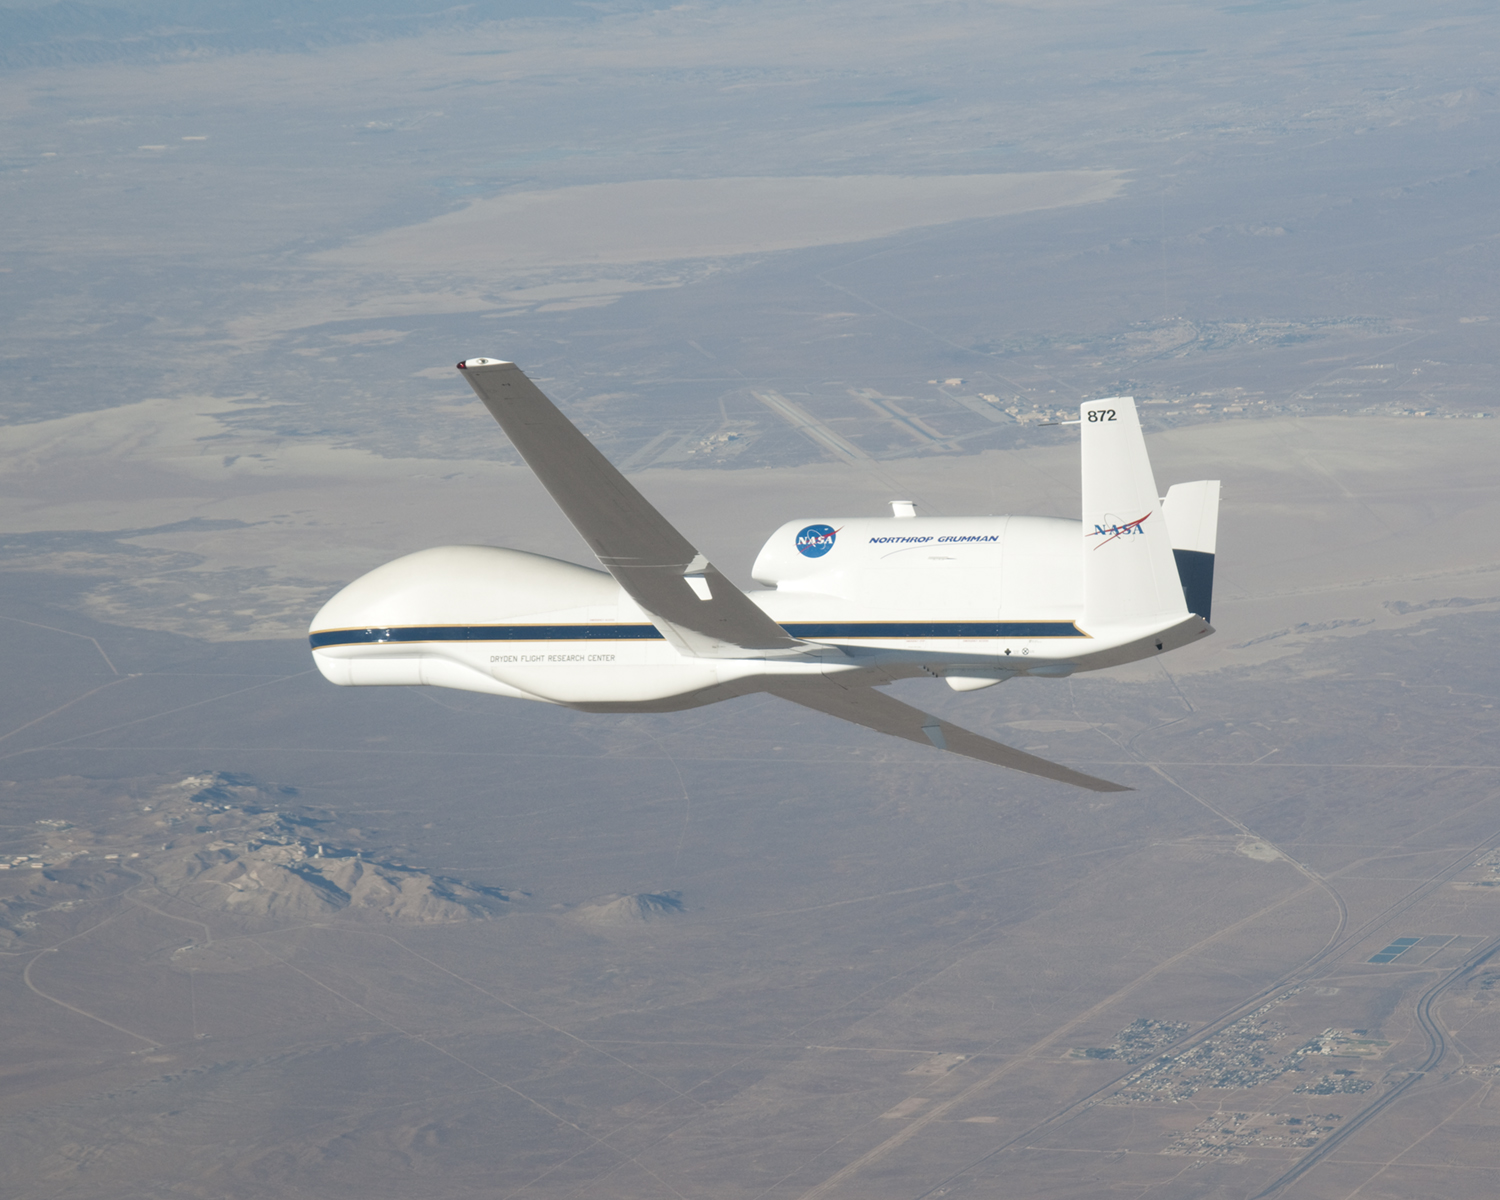 872
NASA
NASA
NORTHROP GRUMMAN
DRYDEN FLIGHT RESEARCH CENTER